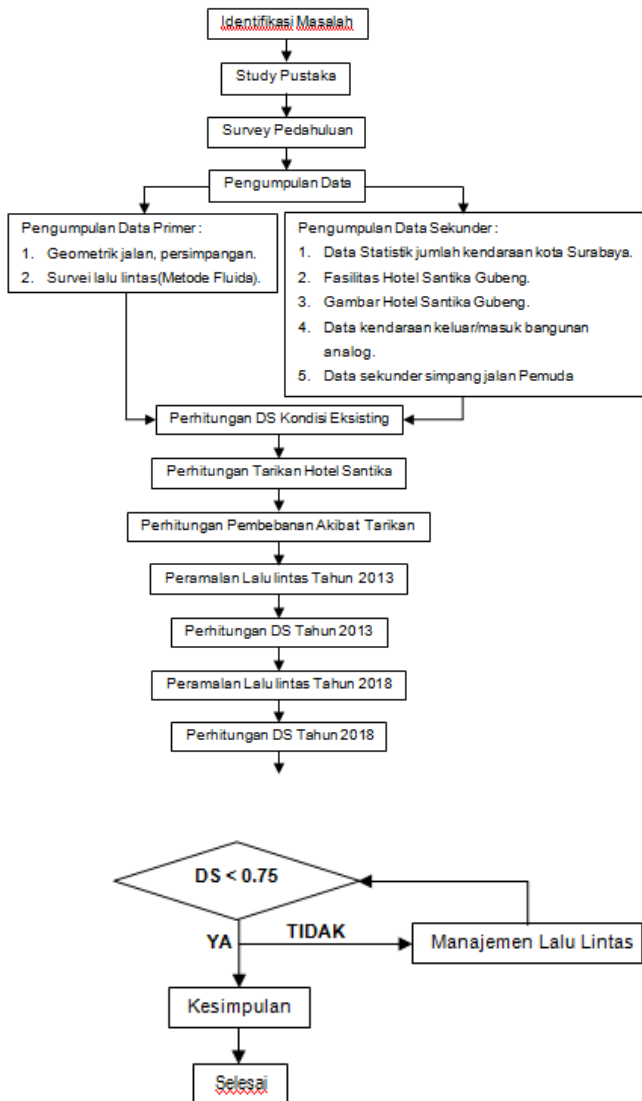 Identifikasi Masalah
Study Pustaka
Survey Pedahuluan
Pengumpulan Data
Pengumpulan Data Primer :
1. Geometrik jalan, persimpangan.
2. Survei lalu lintas(Metode Fluida).
Pengumpulan Data Sekunder :
1. Data Statistik jumlah kendaraan kota Surabaya.
2. Fasilitas Hotel Santika Gubeng.
3. Gambar Hotel Santika Gubeng.
4. Data kendaraan keluar/masuk bangunan
analog.
5. Data sekunder simpang jalan Pemuda
Perhitungan DS Kondisi Eksisting
Perhitungan Tarikan Hotel Santika
Perhitungan Pembebanan Akibat Tarikan
Peramalan Lalu lintas Tahun 2013
Perhitungan DS Tahun 2013
Peramalan Lalu lintas Tahun 2018
Perhitungan DS Tahun 2018
DS < 0.75
YA
TIDAK
Manajemen Lalu Lintas
Kesimpulan
Selesai